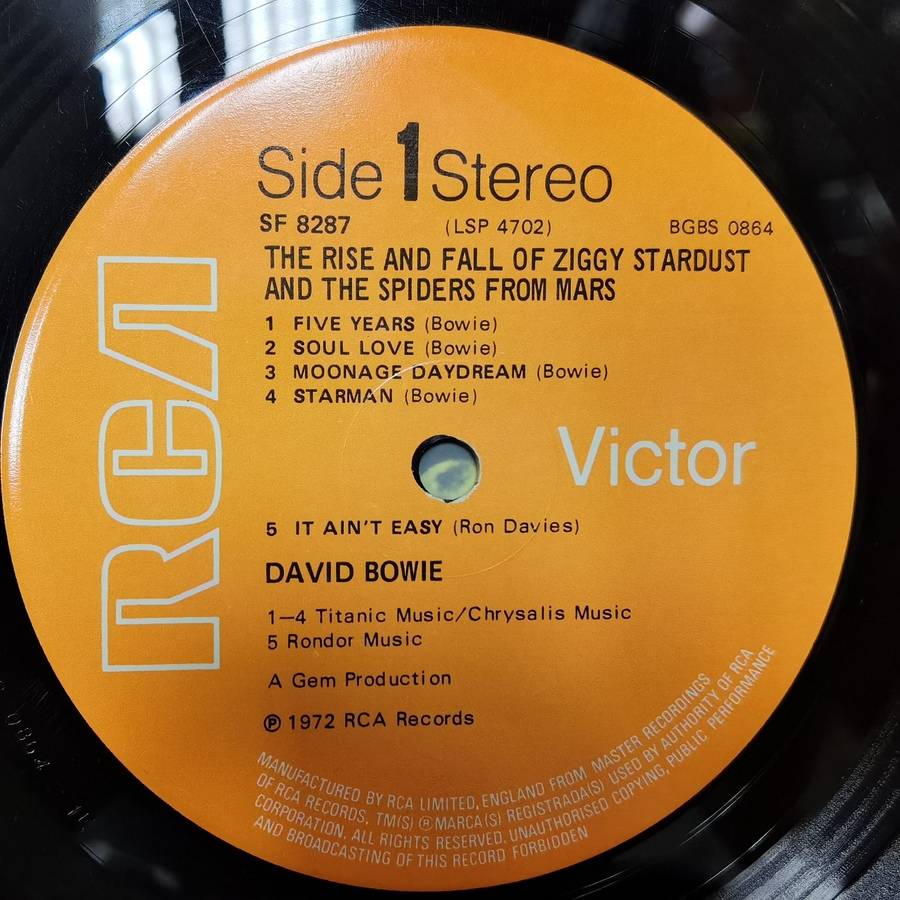 Side 1 Stereo
SF 8287 (LSP 4702) BGBS 0864
THE RISE AND FALL OF ZIGGY STARDUST
AND THE SPIDERS FROM MARS
1 FIVE YEARS (Bowie)
2 SOUL LOVE (Bowie)
3 MOONAGE DAYDREAM (Bowie)
4 STARMAN (Bowie)
RCA
Victor
5 IT AIN'T EASY (Ron Davies)
DAVID BOWIE
1—4 Titanic Music/Chrysalis Music
5 Rondor Music
A Gem Production
℗ 1972 RCA Records
MANUFACTURED BY RCA LIMITED, ENGLAND FROM MASTER RECORDINGS
OF RCA RECORDS, TM(S) ® MARCA(S) REGISTRADA(S) USED BY AUTHORITY OF RCA
CORPORATION, ALL RIGHTS RESERVED. UNAUTHORISED COPYING, PUBLIC PERFORMANCE
AND BROADCASTING OF THIS RECORD FORBIDDEN